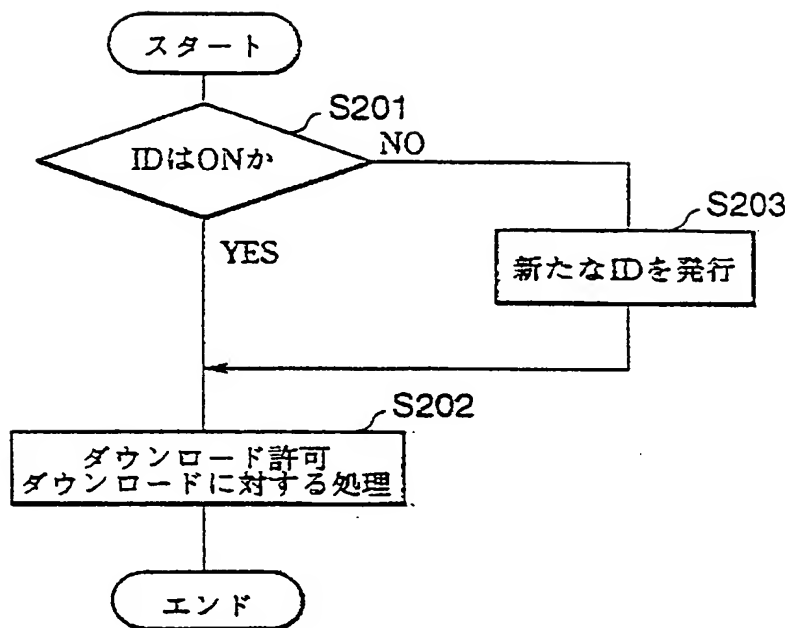 スタート
S201
IDはONか
NO
S203
YES
新たなIDを発行
S202
ダウンロード許可
ダウンロードに対する処理
エンド